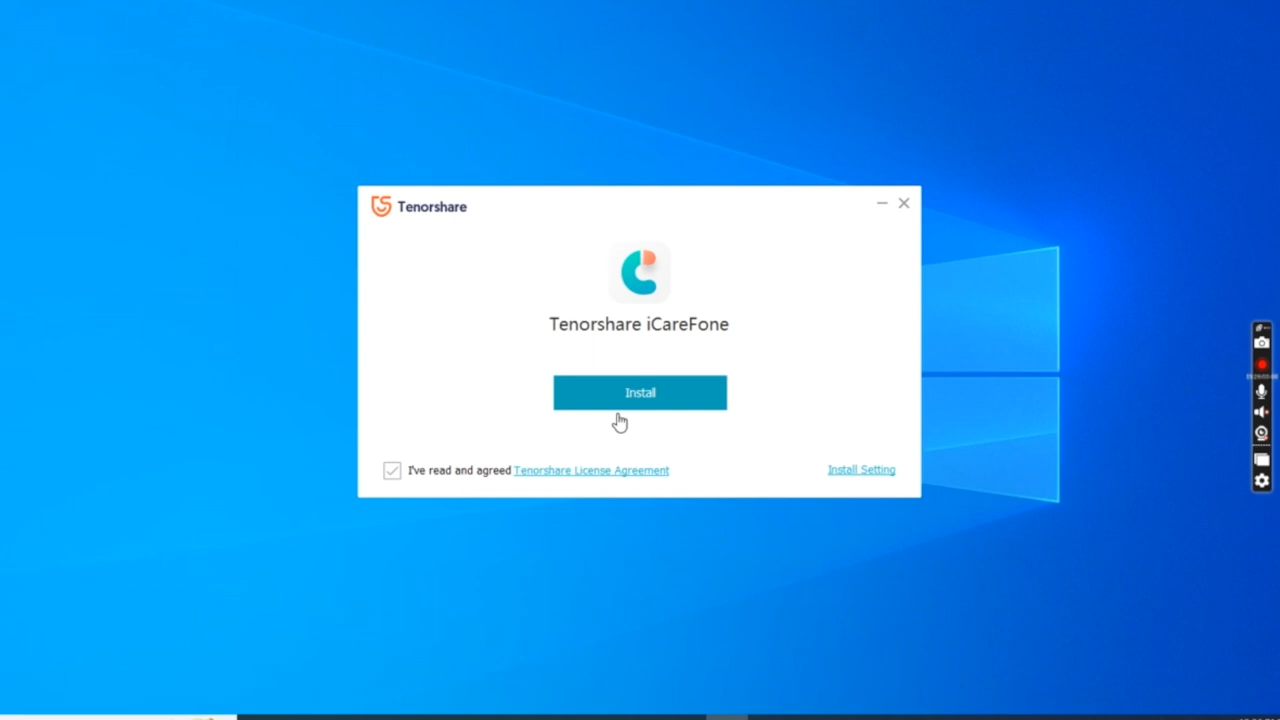 Tenorshare
Tenorshare iCareFone
Install
I've read and agreed Tenorshare License Agreement
Install Setting